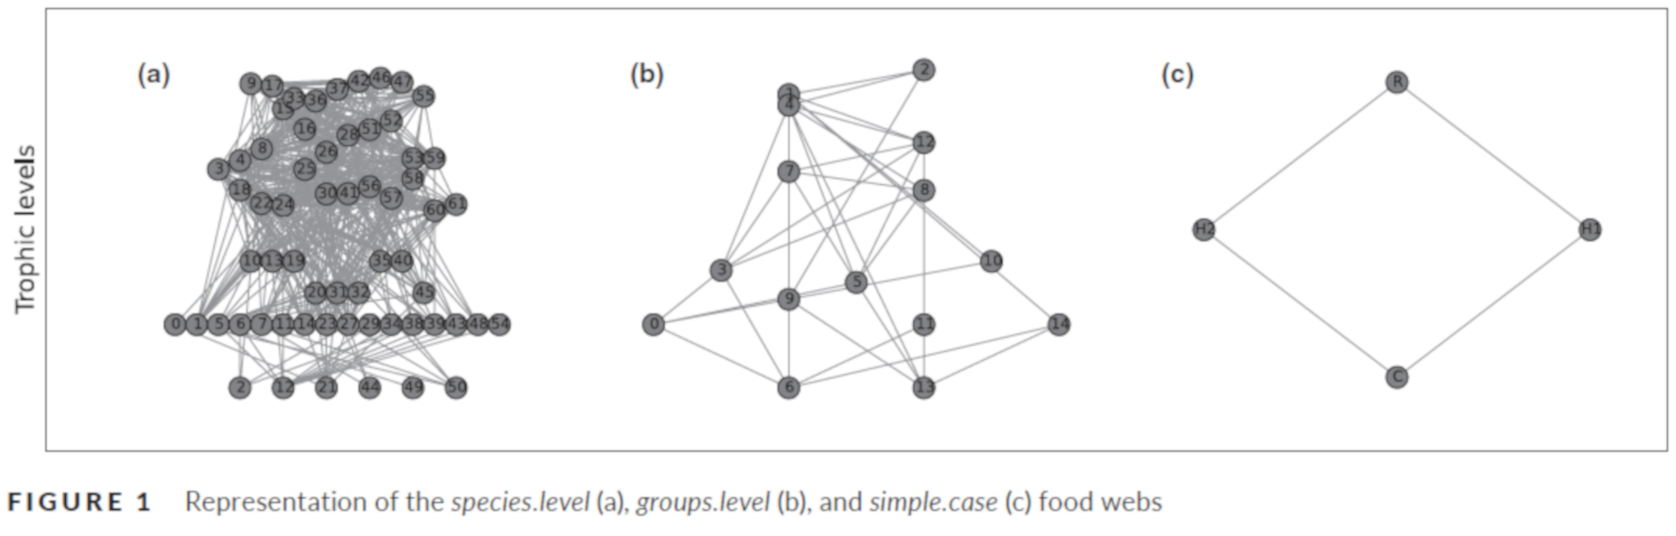 (a)
(b)
(c)
Trophic levels
9 17 33 36 37 42 46 47 55
15
16 28 51 52
8 26
3 4 25 53 59
18 58
22 24 30 41 56 57 60 61
10 13 19 35 40
20 31 32 45
0 1 5 6 7 11 14 23 27 29 34 38 39 43 48 54
2 12 21 44 49 50
2
4
12
7 8
3 10
5
9
0 11 14
6 13
R
H2 H1
C
FIGURE 1 Representation of the species.level (a), groups.level (b), and simple.case (c) food webs